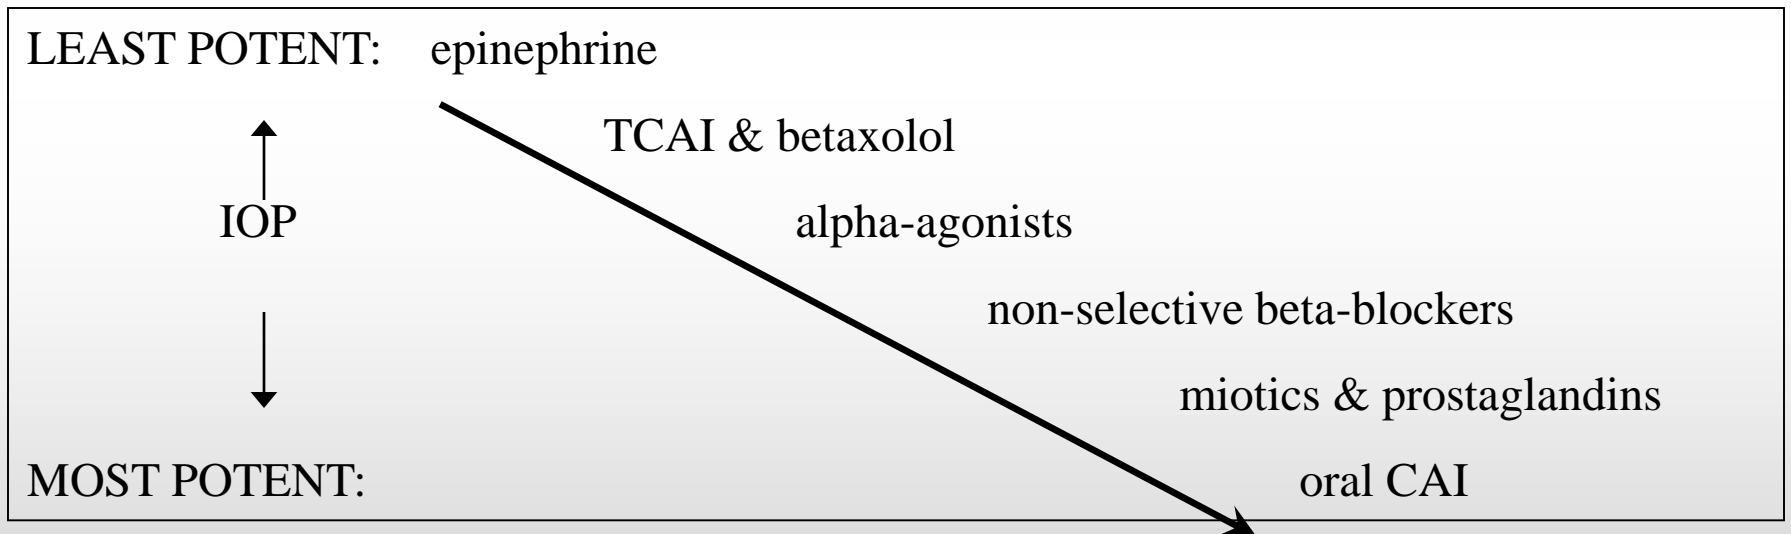 LEAST POTENT: epinephrine
TCAI & betaxolol
IOP alpha-agonists
non-selective beta-blockers
miotics & prostaglandins
MOST POTENT: oral CAI